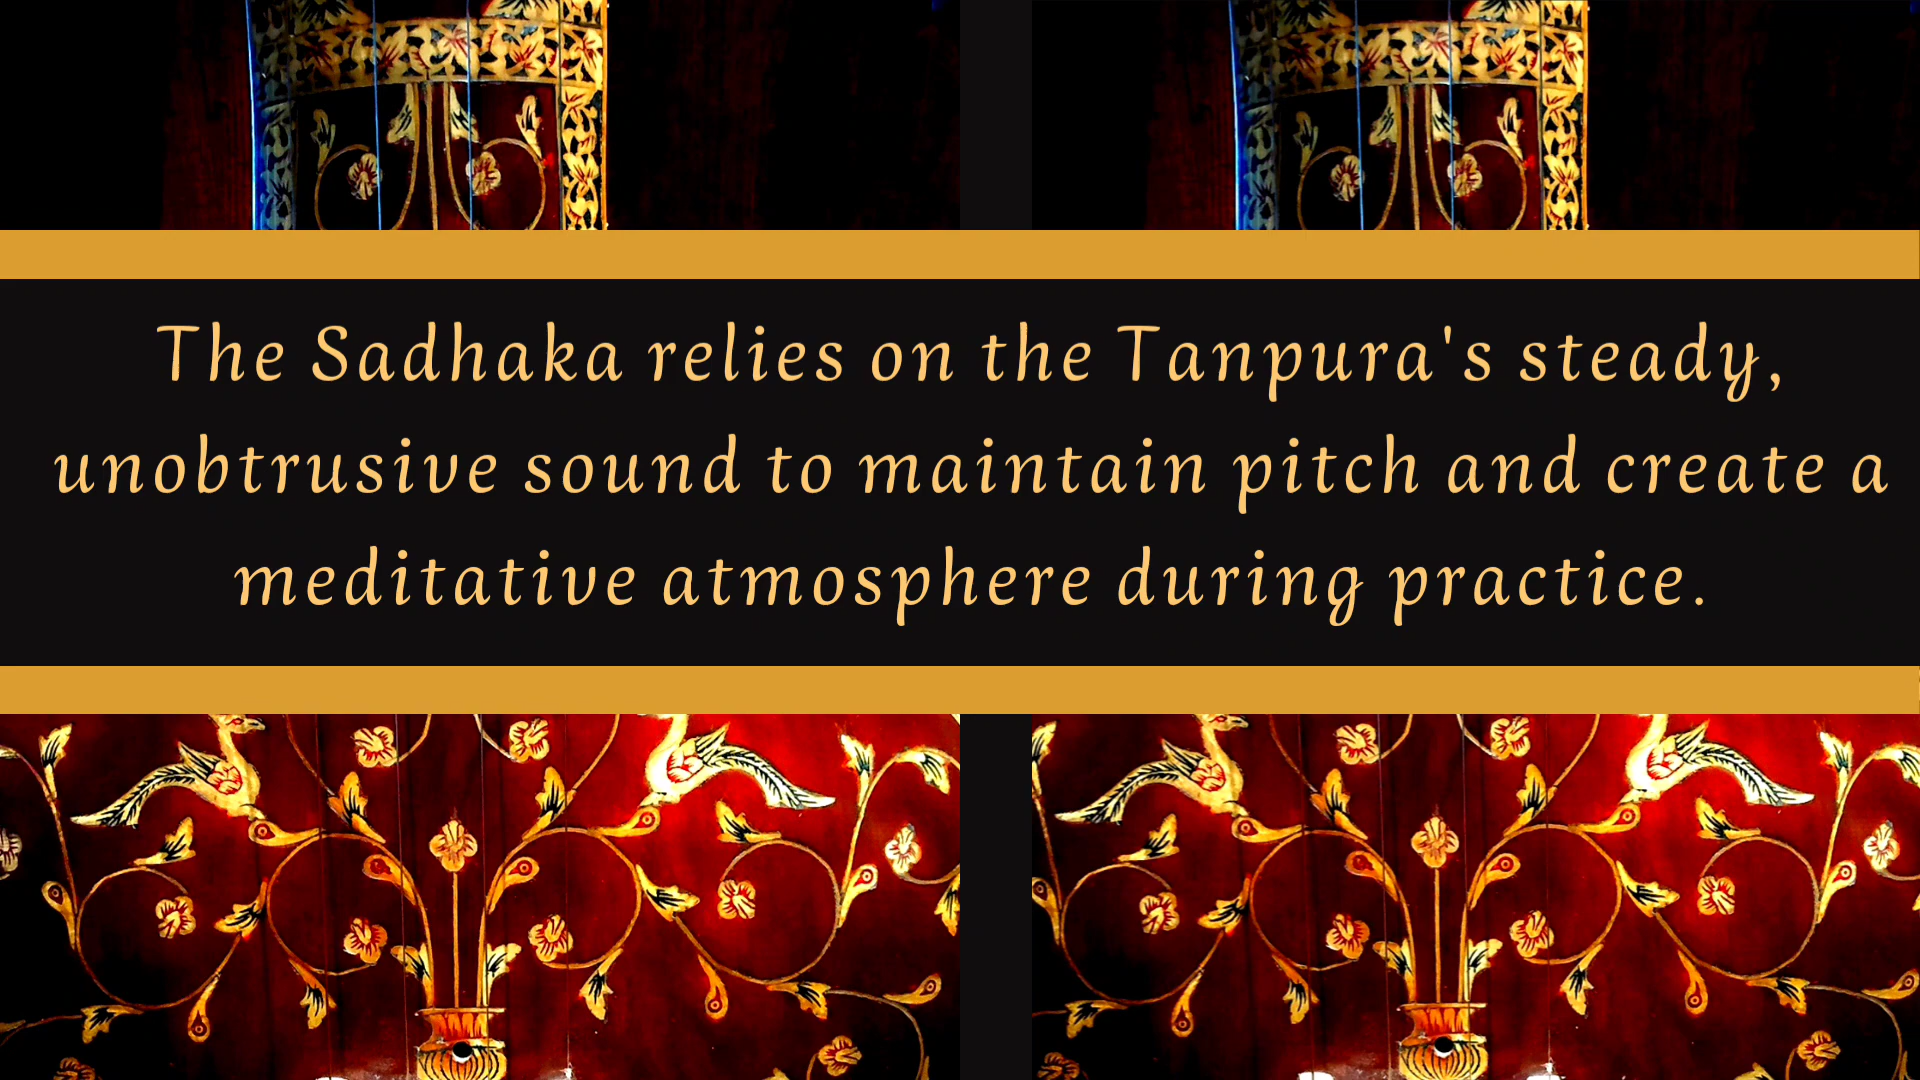 The Sadhaka relies on the Tanpura's steady,
unobtrusive sound to maintain pitch and create a
meditative atmosphere during practice.